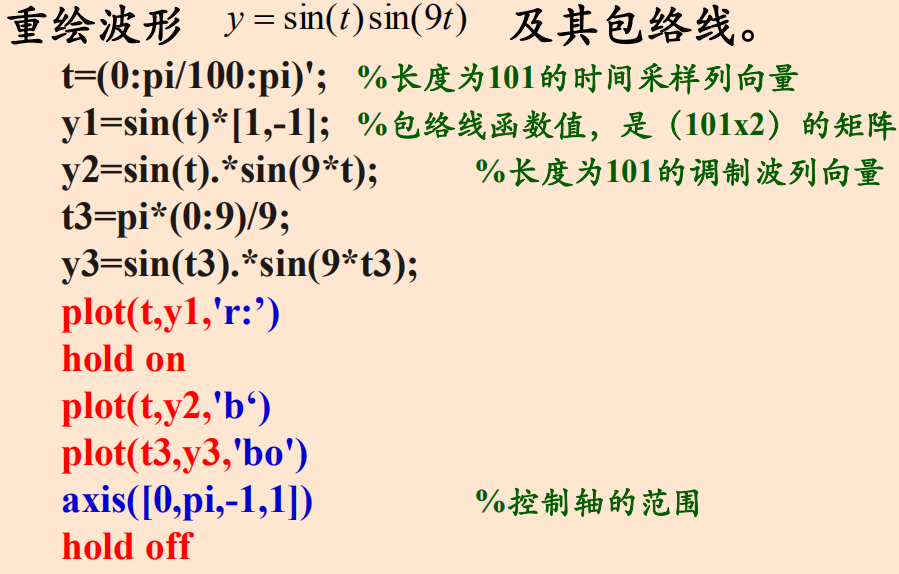 重绘波形 y = sin(t)sin(9t) 及其包络线。
t=(0:pi/100:pi)'; %长度为101的时间采样列向量
y1=sin(t)*[1,-1]; %包络线函数值，是（101x2）的矩阵
y2=sin(t).*sin(9*t); %长度为101的调制波列向量
t3=pi*(0:9)/9;
y3=sin(t3).*sin(9*t3);
plot(t,y1,'r:’)
hold on
plot(t,y2,'b‘)
plot(t3,y3,'bo')
axis([0,pi,-1,1]) %控制轴的范围
hold off